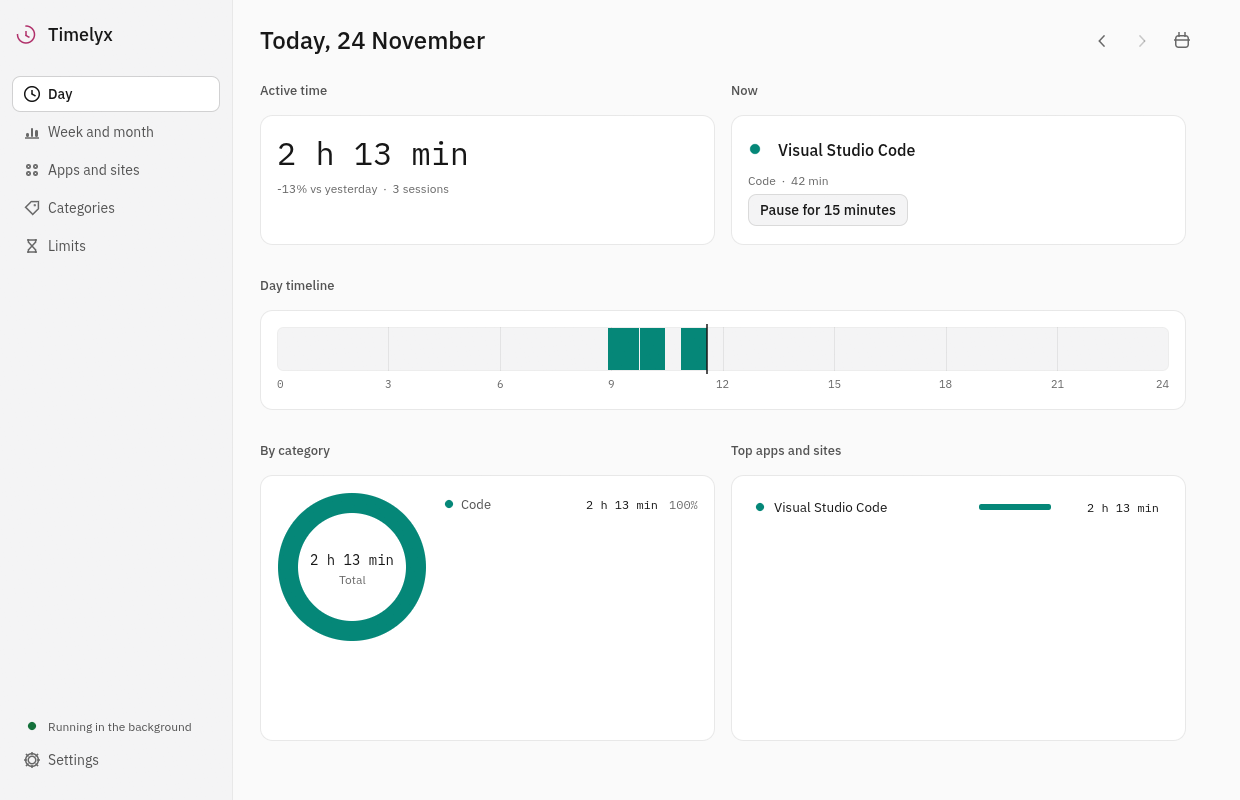 Timelyx
Day
Week and month
Apps and sites
Categories
Limits
Running in the background
Settings
Today, 24 November
Active time
2 h 13 min
-13% vs yesterday · 3 sessions
Now
Visual Studio Code
Code · 42 min
Pause for 15 minutes
Day timeline
0 3 6 9 12 15 18 21 24
By category
2 h 13 min
Total
Code 2 h 13 min 100%
Top apps and sites
Visual Studio Code 2 h 13 min